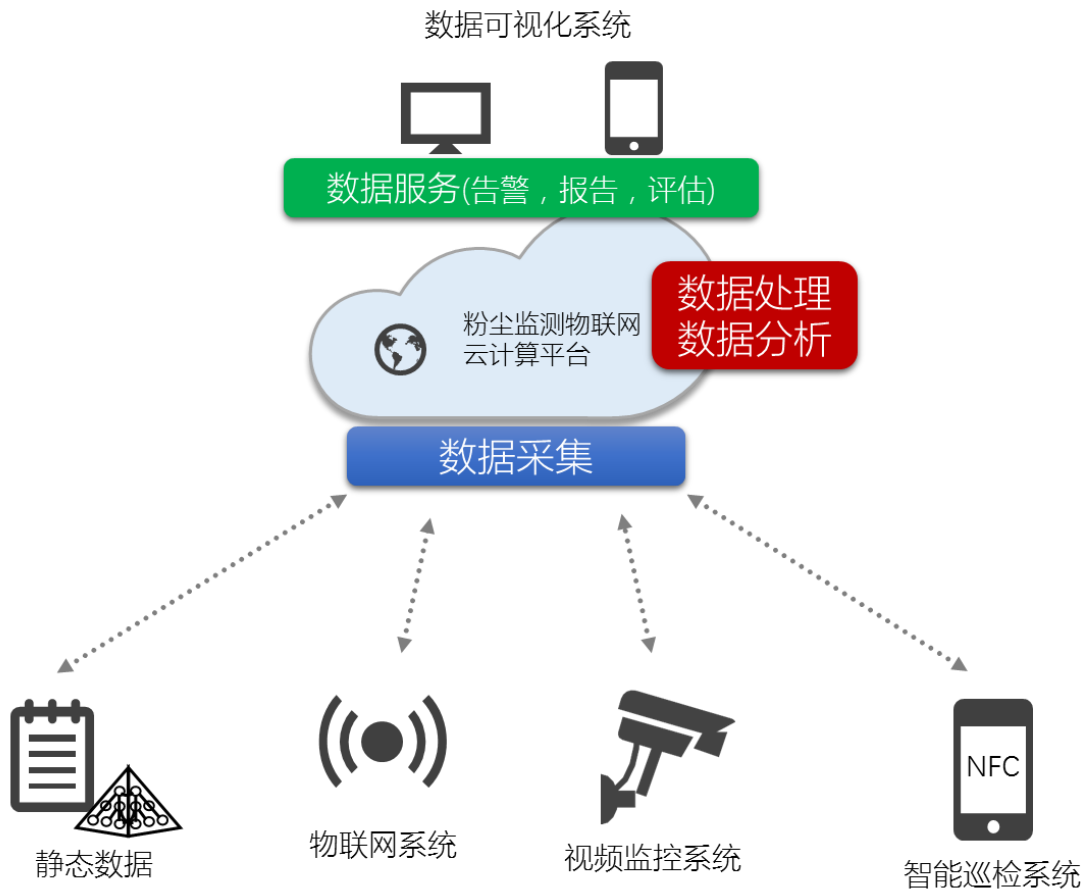 数据可视化系统
数据服务(告警，报告，评估)
粉尘监测物联网
云计算平台
数据处理
数据分析
数据采集
NFC
静态数据
物联网系统
视频监控系统
智能巡检系统